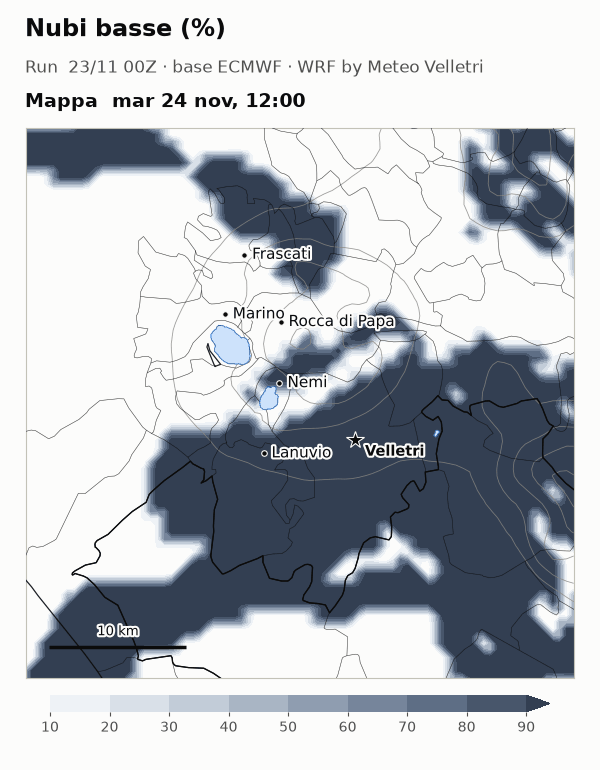 Nubi basse (%)
Run  23/11 00Z · base ECMWF · WRF by Meteo Velletri
Mappa  mar 24 nov, 12:00
Frascati
Marino
Rocca di Papa
Nemi
Velletri
Lanuvio
10 km
10 20 30 40 50 60 70 80 90